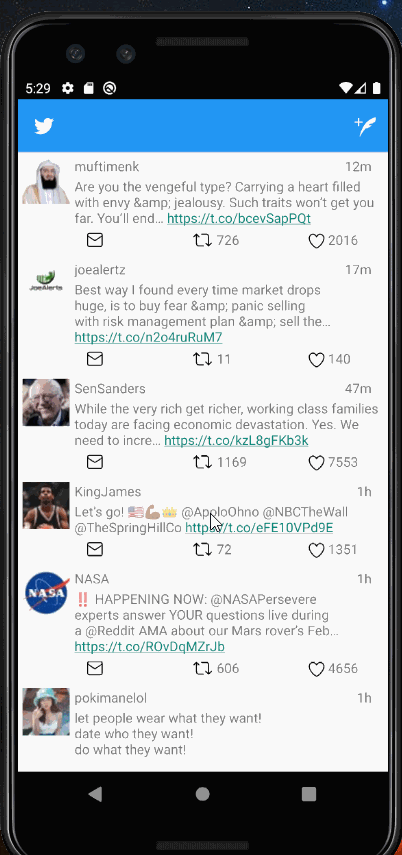 5:29
muftimenk 12m
Are you the vengeful type? Carrying a heart filled
with envy &amp; jealousy. Such traits won't get you
far. You'll end… https://t.co/bcevSapPQt
726 2016
joealertz 17m
JoeAlerts
Best way I found every time market drops
huge, is to buy fear &amp; panic selling
with risk management plan &amp; sell the…
https://t.co/n2o4ruRuM7
11 140
SenSanders 47m
While the very rich get richer, working class families
today are facing economic devastation. Yes. We
need to incre… https://t.co/kzL8gFKb3k
1169 7553
KingJames 1h
Let's go! 🇺🇸💪🏾👑 @ApoloOhno @NBCTheWall
@TheSpringHillCo https://t.co/eFE10VPd9E
72 1351
NASA 1h
NASA
‼️ HAPPENING NOW: @NASAPersevere
experts answer YOUR questions live during
a @Reddit AMA about our Mars rover's Feb…
https://t.co/ROvDqMZrJb
606 4656
pokimanelol 1h
let people wear what they want!
date who they want!
do what they want!